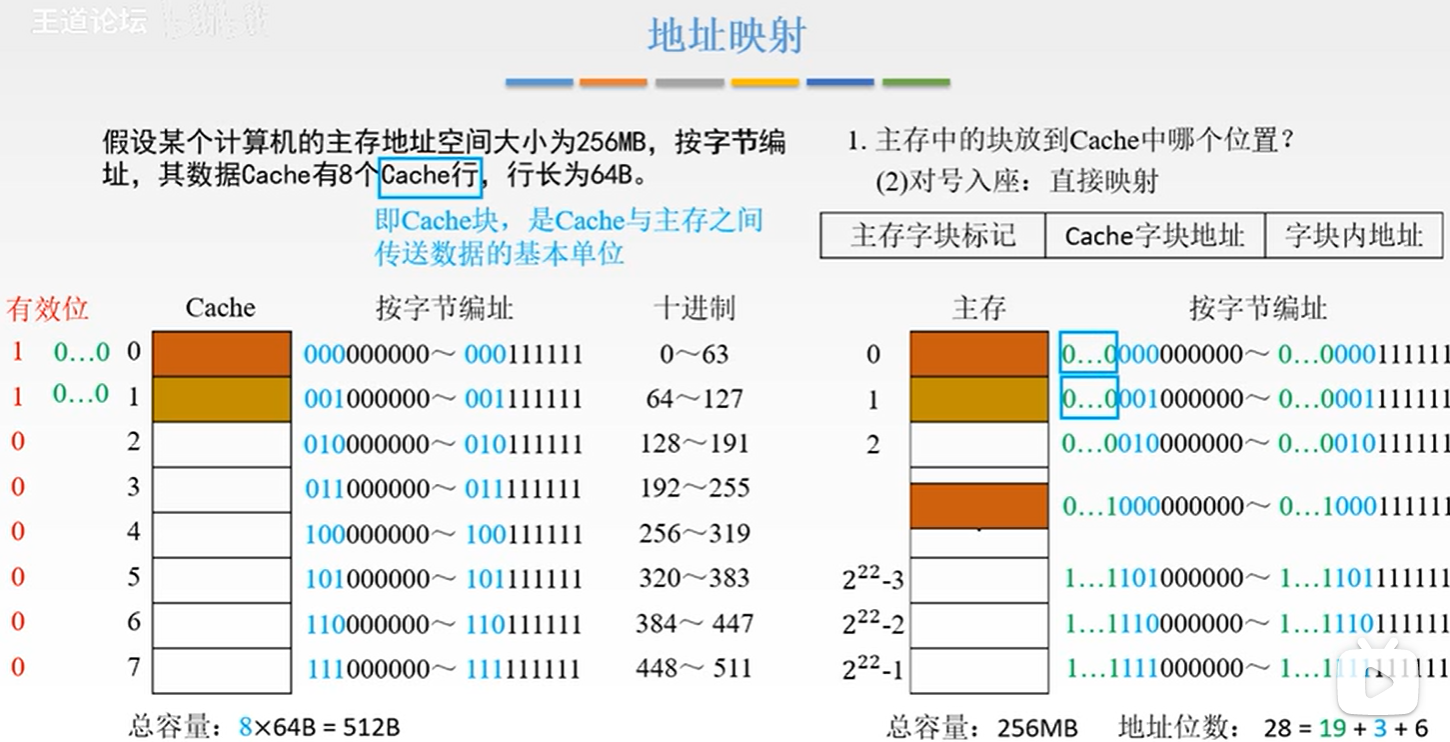 王道论坛
地址映射
假设某个计算机的主存地址空间大小为256MB，按字节编
址，其数据Cache有8个Cache行，行长为64B。
即Cache块，是Cache与主存之间
传送数据的基本单位
1. 主存中的块放到Cache中哪个位置？
(2)对号入座：直接映射
主存字块标记 Cache字块地址 字块内地址
有效位 Cache 按字节编址 十进制 主存 按字节编址
1 0…0 0 000000000～ 000111111 0～63 0 0…0000000000～ 0…0000111111
1 0…0 1 001000000～ 001111111 64～127 1 0…0001000000～ 0…0001111111
0 2 010000000～ 010111111 128～191 2 0…0010000000～ 0…0010111111
0 3 011000000～ 011111111 192～255 0…1000000000～ 0…1000111111
0 4 100000000～ 100111111 256～319
0 5 101000000～ 101111111 320～383 2²²-3 1…1101000000～ 1…1101111111
0 6 110000000～ 110111111 384～ 447 2²²-2 1…1110000000～ 1…1110111111
0 7 111000000～ 111111111 448～ 511 2²²-1 1…1111000000～ 1…1111111111
总容量：8×64B = 512B 总容量：256MB 地址位数： 28 = 19 + 3 + 6